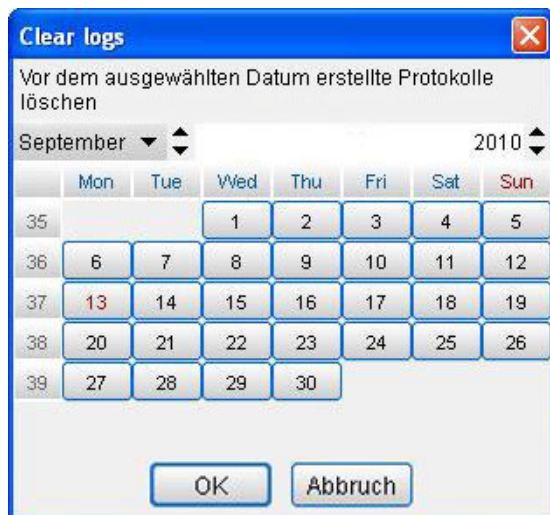 Clear logs
Vor dem ausgewählten Datum erstellte Protokolle
löschen
September 2010
Mon Tue Wed Thu Fri Sat Sun
35 1 2 3 4 5
36 6 7 8 9 10 11 12
37 13 14 15 16 17 18 19
38 20 21 22 23 24 25 26
39 27 28 29 30
OK Abbruch